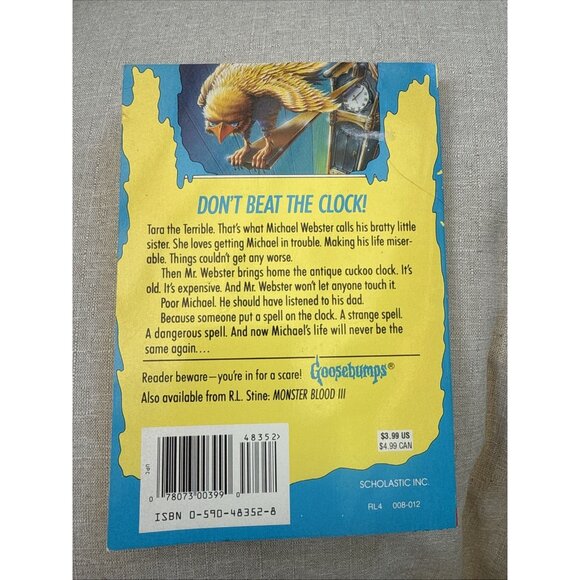 DON'T BEAT THE CLOCK!
Tara the Terrible. That's what Michael Webster calls his bratty little
sister. She loves getting Michael in trouble. Making his life miser-
able. Things couldn't get any worse.
Then Mr. Webster brings home the antique cuckoo clock. It's
old. It's expensive. And Mr. Webster won't let anyone touch it.
Poor Michael. He should have listened to his dad.
Because someone put a spell on the clock. A strange spell.
A dangerous spell. And now Michael's life will never be the
same again....
Reader beware—you're in for a scare! Goosebumps®
Also available from R.L. Stine: MONSTER BLOOD III
48352>
UPC
0 78073 00399 0
ISBN 0-590-48352-8
$3.99 US
$4.99 CAN
SCHOLASTIC INC.
RL4 008-012